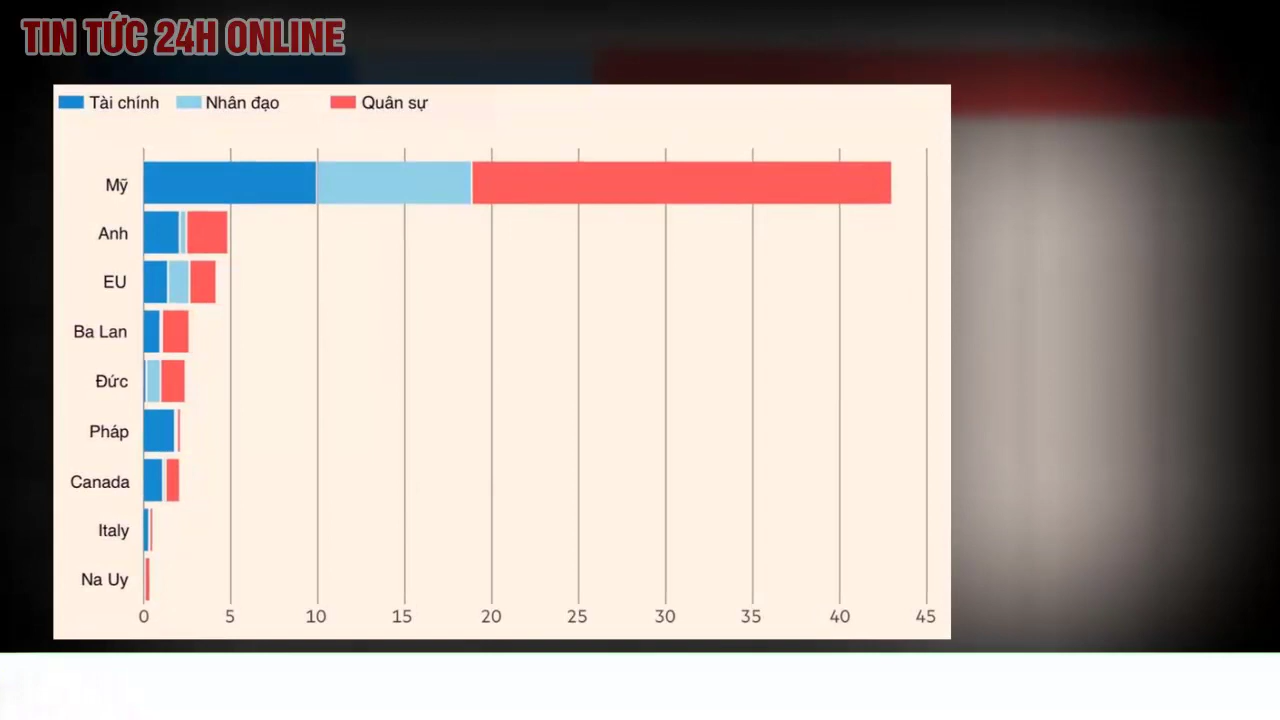 TIN TỨC 24H ONLINE
Tài chính Nhân đạo Quân sự
Mỹ
Anh
EU
Ba Lan
Đức
Pháp
Canada
Italy
Na Uy
0 5 10 15 20 25 30 35 40 45